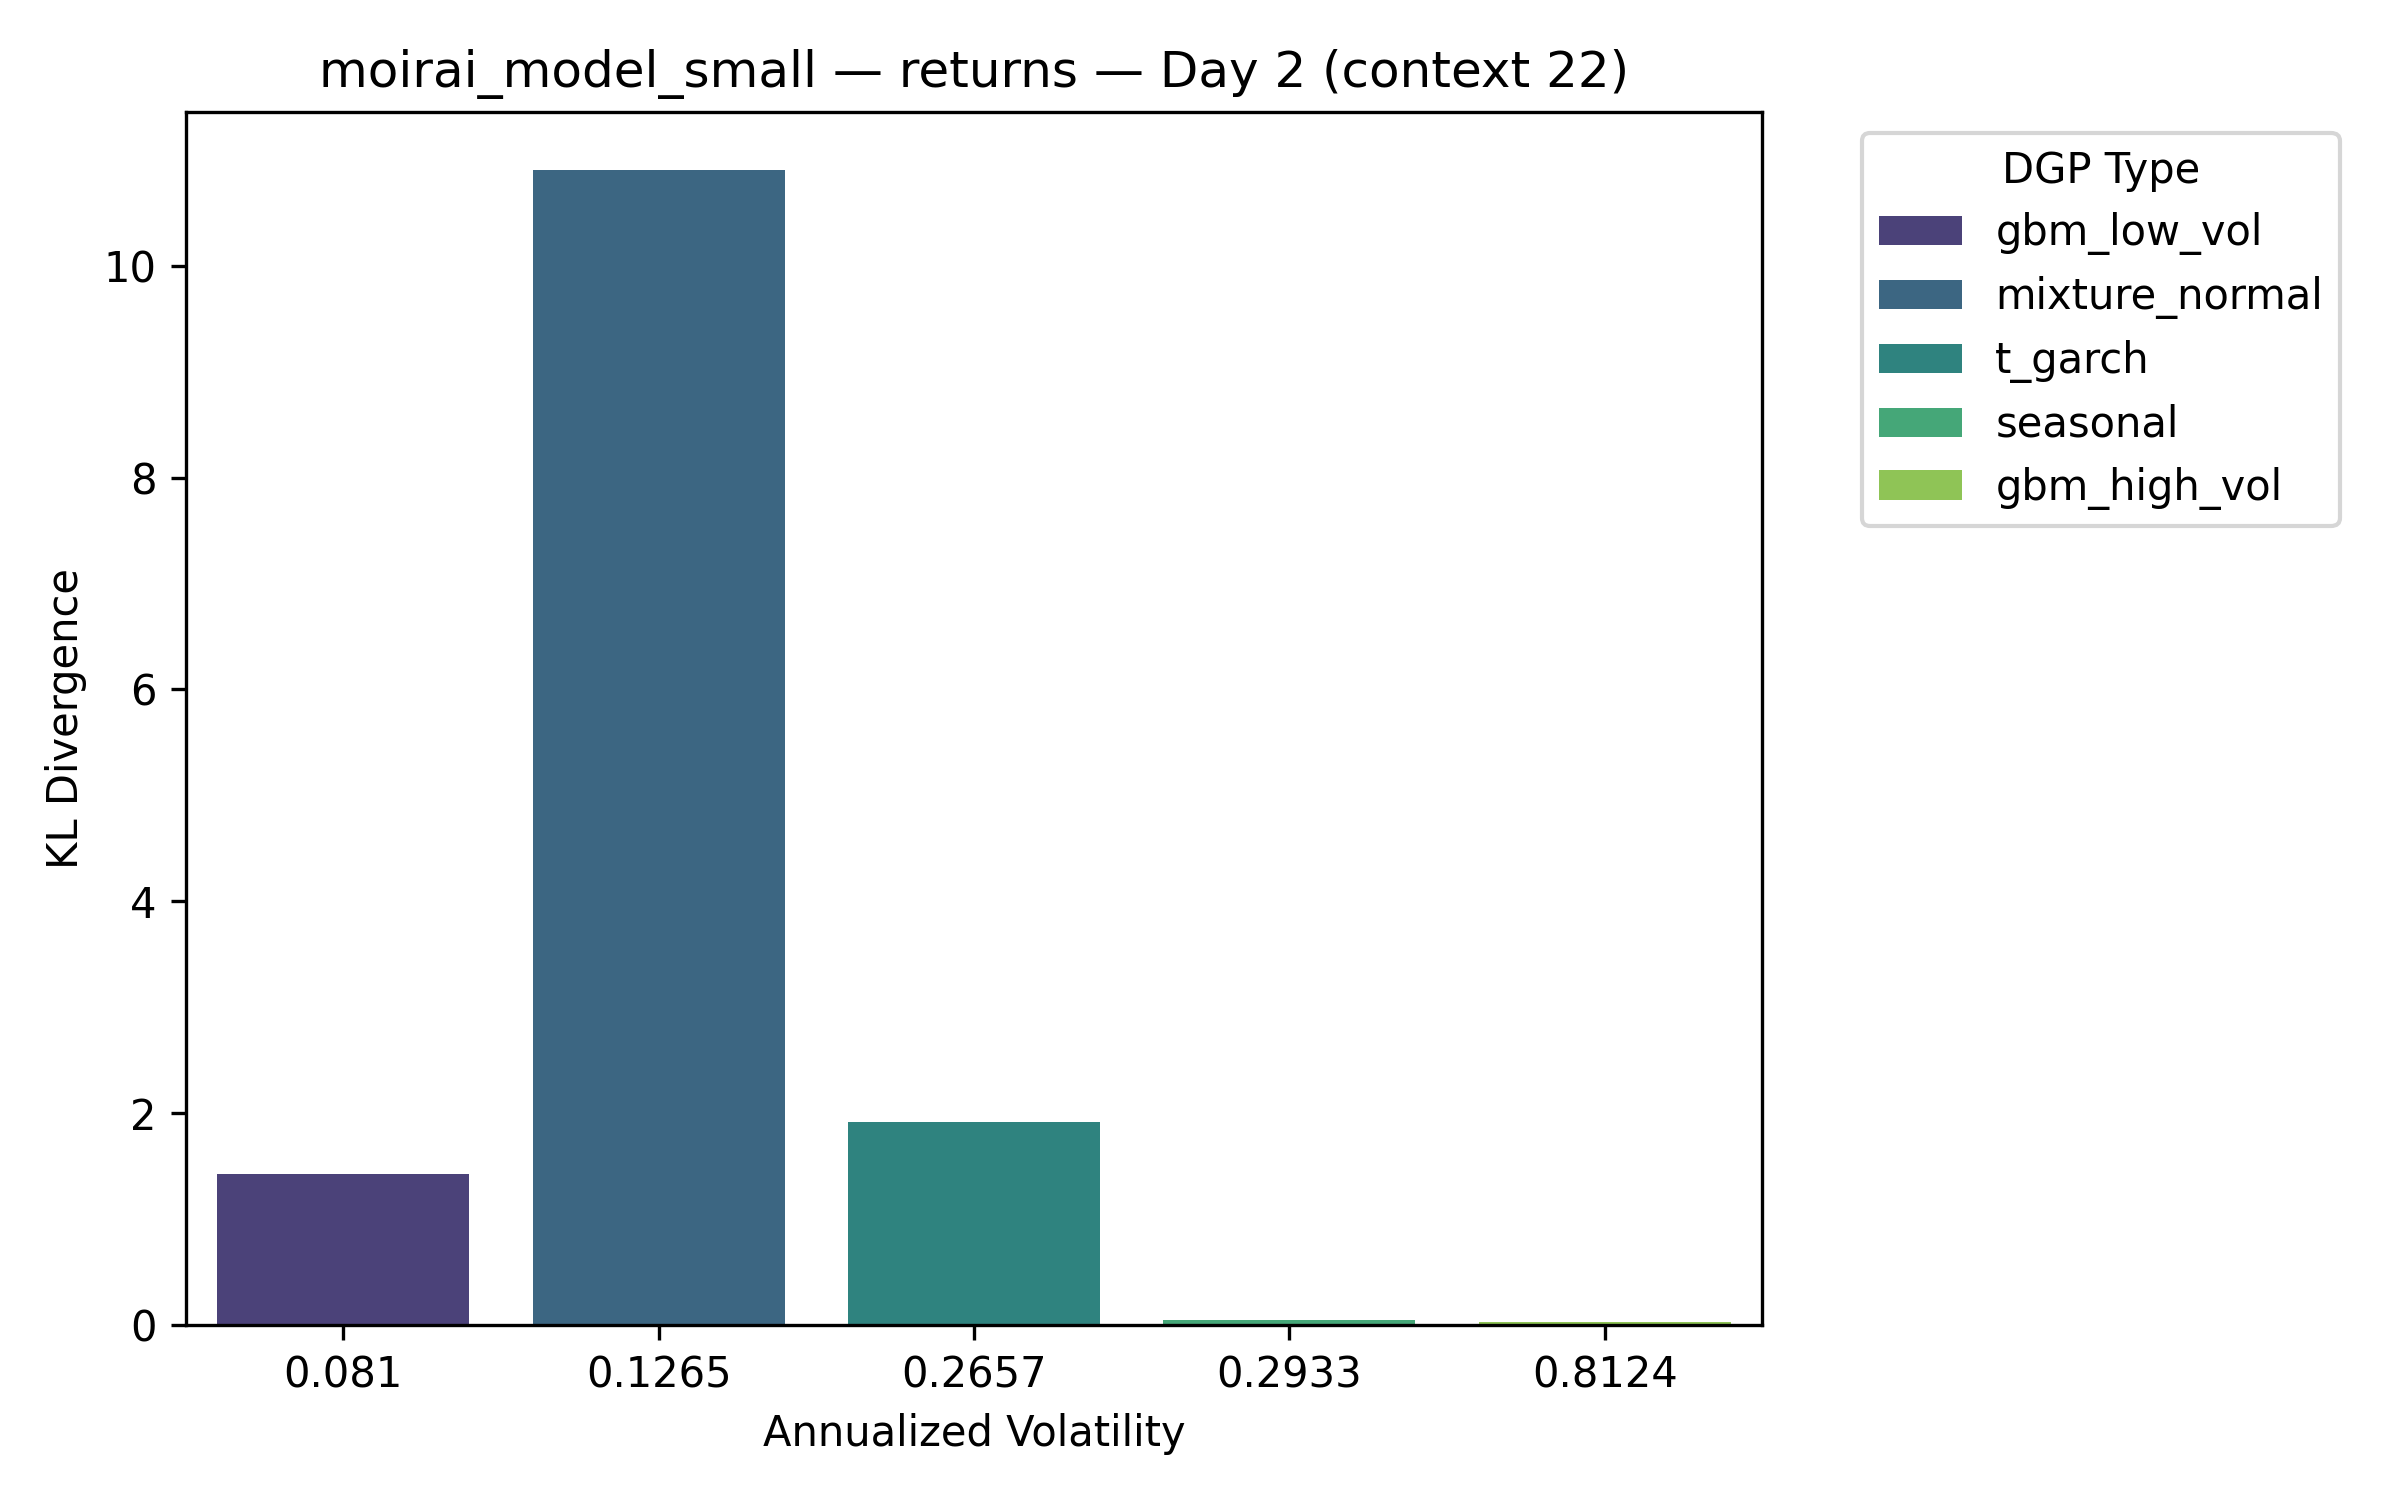 moirai_model_small — returns — Day 2 (context 22)
DGP Type
gbm_low_vol
mixture_normal
t_garch
seasonal
gbm_high_vol
KL Divergence
10
8
6
4
2
0
0.081 0.1265 0.2657 0.2933 0.8124
Annualized Volatility